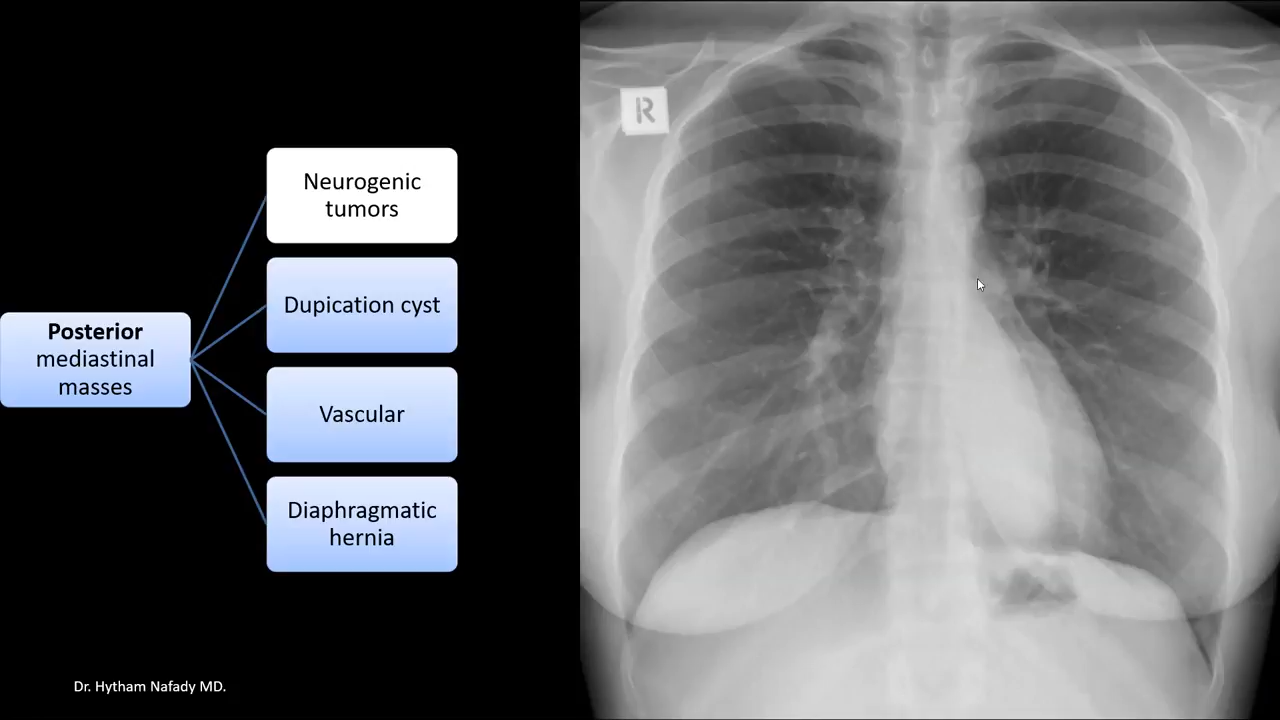 Posterior
mediastinal
masses
Neurogenic
tumors
Dupication cyst
Vascular
Diaphragmatic
hernia
R
Dr. Hytham Nafady MD.